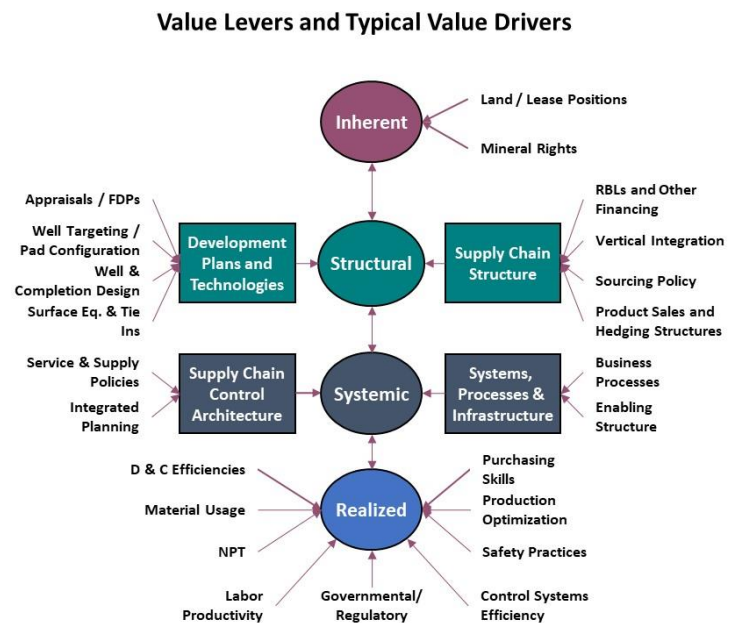 Value Levers and Typical Value Drivers
Inherent
Land / Lease Positions
Mineral Rights
Appraisals / FDPs
Well Targeting /
Pad Configuration
Well &
Completion Design
Surface Eq. & Tie
Ins
Development
Plans and
Technologies
Structural
Supply Chain
Structure
RBLs and Other
Financing
Vertical Integration
Sourcing Policy
Product Sales and
Hedging Structures
Service & Supply
Policies
Integrated
Planning
Supply Chain
Control
Architecture
Systemic
Systems,
Processes &
Infrastructure
Business
Processes
Enabling
Structure
D & C Efficiencies
Material Usage
NPT
Labor
Productivity
Realized
Governmental/
Regulatory
Purchasing
Skills
Production
Optimization
Safety Practices
Control Systems
Efficiency